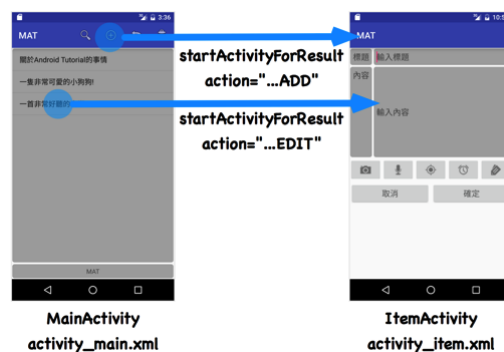 3:36
MAT
關於Android Tutorial的事情
一隻非常可愛的小狗狗!
一首非常好聽的
MAT
startActivityForResult
action="...ADD"
startActivityForResult
action="...EDIT"
MAT
標題 輸入標題
內容
輸入內容
取消 確定
MainActivity
activity_main.xml
ItemActivity
activity_item.xml